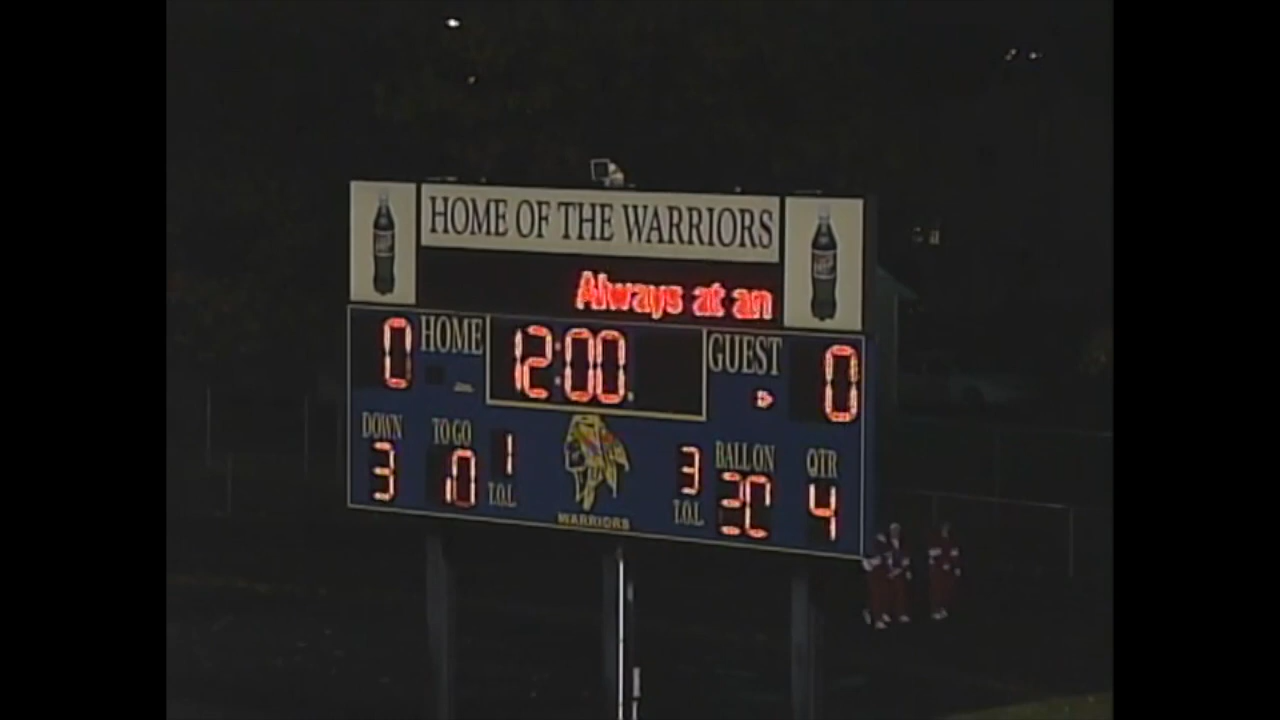 HOME OF THE WARRIORS
Always at an
0 HOME 12:00 GUEST 0
DOWN TO GO BALL ON QTR
3 10 1 3 30 4
T.O.L. T.O.L.
WARRIORS